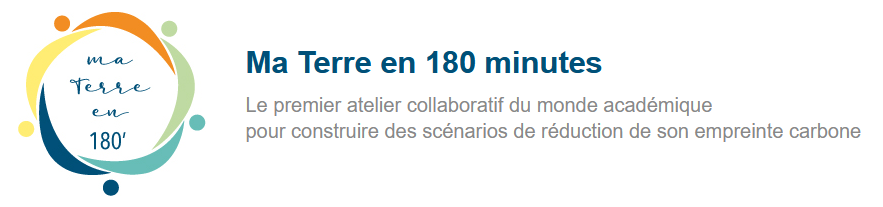 ma
Terre
en
180'
Ma Terre en 180 minutes
Le premier atelier collaboratif du monde académique
pour construire des scénarios de réduction de son empreinte carbone